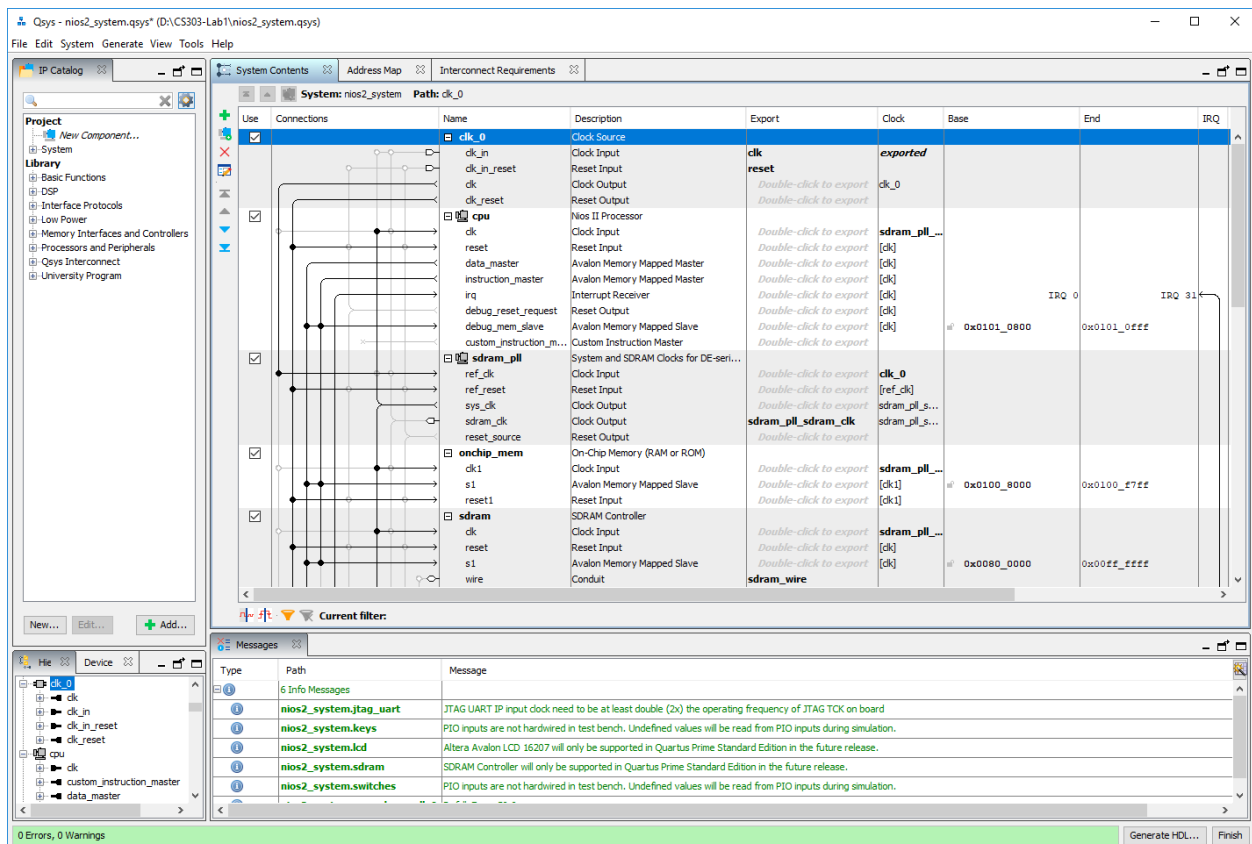 Qsys - nios2_system.qsys* (D:\CS303-Lab1\nios2_system.qsys)
File Edit System Generate View Tools Help
IP Catalog
Project
New Component...
System
Library
Basic Functions
DSP
Interface Protocols
Low Power
Memory Interfaces and Controllers
Processors and Peripherals
Qsys Interconnect
University Program
New... Edit... Add...
Hie Device
clk_0
clk
clk_in
clk_in_reset
clk_reset
cpu
clk
custom_instruction_master
data_master
System Contents Address Map Interconnect Requirements
System: nios2_system Path: clk_0
Use Connections Name Description Export Clock Base End IRQ
clk_0 Clock Source
clk_in Clock Input clk exported
clk_in_reset Reset Input reset
clk Clock Output Double-click to export clk_0
clk_reset Reset Output Double-click to export
cpu Nios II Processor
clk Clock Input Double-click to export sdram_pll_...
reset Reset Input Double-click to export [clk]
data_master Avalon Memory Mapped Master Double-click to export [clk]
instruction_master Avalon Memory Mapped Master Double-click to export [clk]
irq Interrupt Receiver Double-click to export [clk] IRQ 0 IRQ 31
debug_reset_request Reset Output Double-click to export [clk]
debug_mem_slave Avalon Memory Mapped Slave Double-click to export [clk] 0x0101_0800 0x0101_0fff
custom_instruction_m... Custom Instruction Master Double-click to export
sdram_pll System and SDRAM Clocks for DE-seri...
ref_clk Clock Input Double-click to export clk_0
ref_reset Reset Input Double-click to export [ref_clk]
sys_clk Clock Output Double-click to export sdram_pll_s...
sdram_clk Clock Output sdram_pll_sdram_clk sdram_pll_s...
reset_source Reset Output Double-click to export
onchip_mem On-Chip Memory (RAM or ROM)
clk1 Clock Input Double-click to export sdram_pll_...
s1 Avalon Memory Mapped Slave Double-click to export [clk1] 0x0100_8000 0x0100_f7ff
reset1 Reset Input Double-click to export [clk1]
sdram SDRAM Controller
clk Clock Input Double-click to export sdram_pll_...
reset Reset Input Double-click to export [clk]
s1 Avalon Memory Mapped Slave Double-click to export [clk] 0x0080_0000 0x00ff_ffff
wire Conduit sdram_wire
Current filter:
Messages
Type Path Message
6 Info Messages
nios2_system.jtag_uart JTAG UART IP input clock need to be at least double (2x) the operating frequency of JTAG TCK on board
nios2_system.keys PIO inputs are not hardwired in test bench. Undefined values will be read from PIO inputs during simulation.
nios2_system.lcd Altera Avalon LCD 16207 will only be supported in Quartus Prime Standard Edition in the future release.
nios2_system.sdram SDRAM Controller will only be supported in Quartus Prime Standard Edition in the future release.
nios2_system.switches PIO inputs are not hardwired in test bench. Undefined values will be read from PIO inputs during simulation.
0 Errors, 0 Warnings Generate HDL... Finish